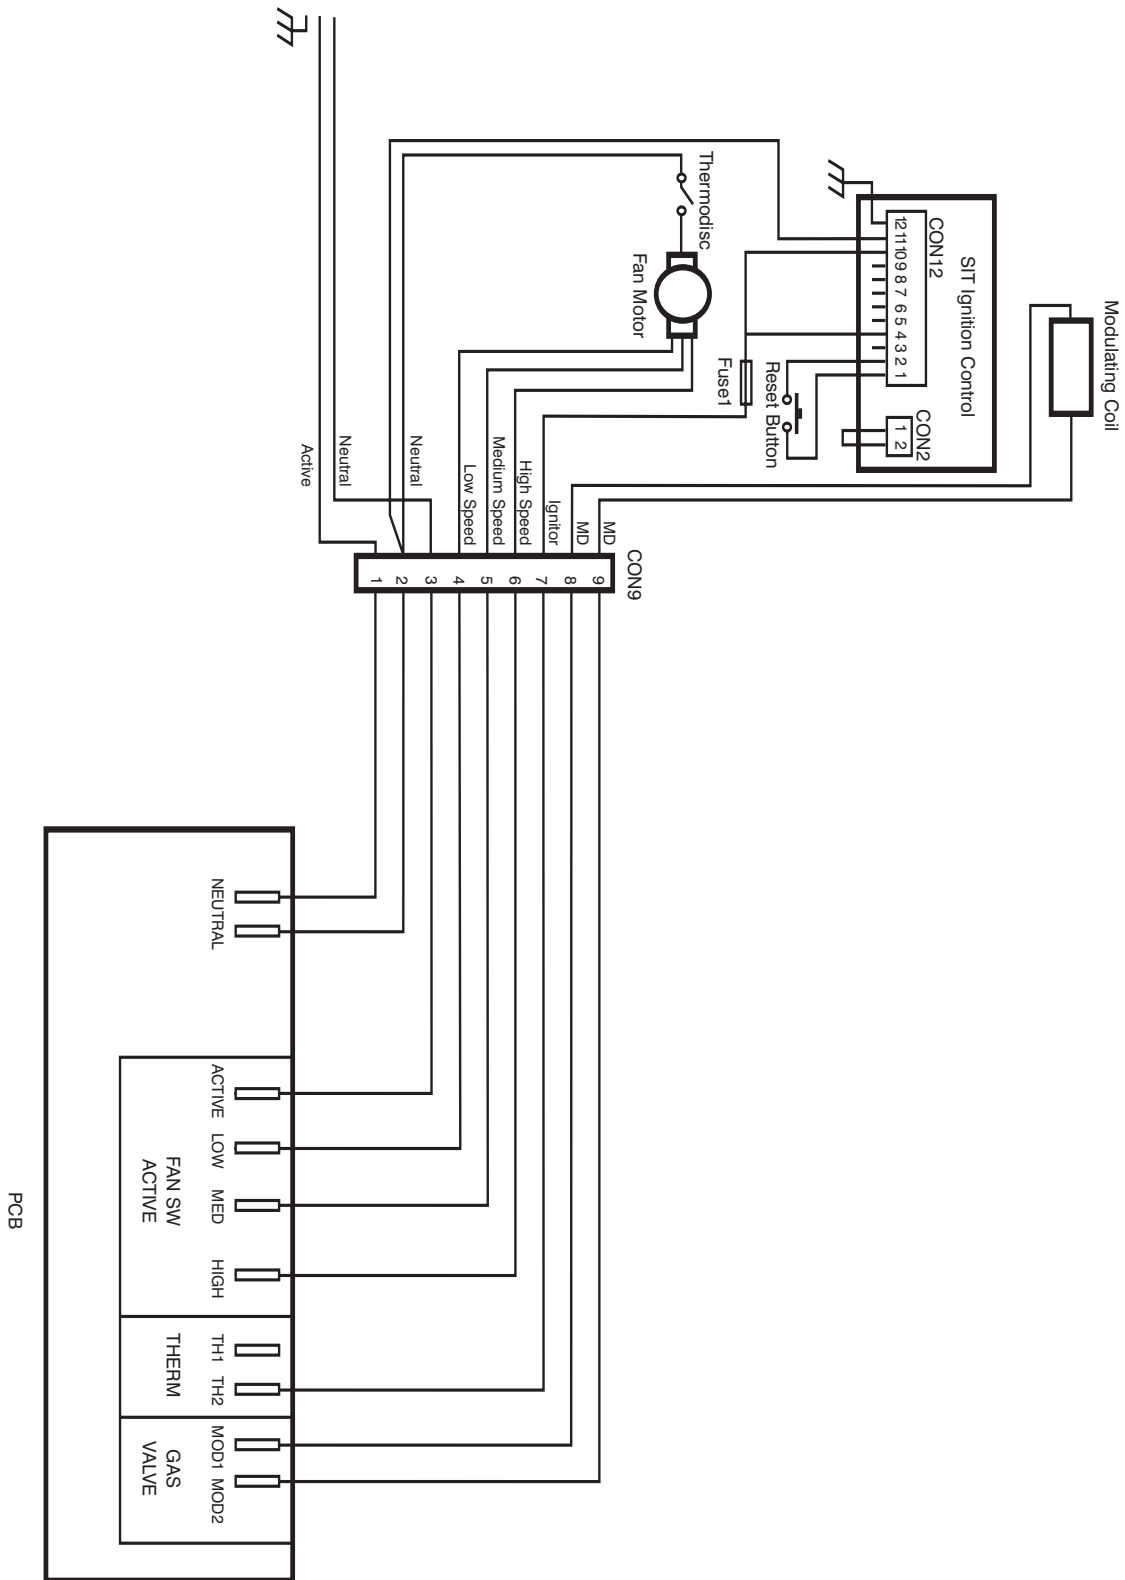 Modulating Coil
SIT Ignition Control
CON12
12 11 10 9 8 7 6 5 4 3 2 1
CON2
1 2
Reset Button
Fuse1
Thermodisc
Fan Motor
Active
Neutral
Neutral
Low Speed
Medium Speed
High Speed
Ignitor
MD
MD
CON9
1 2 3 4 5 6 7 8 9
NEUTRAL
ACTIVE
LOW
MED
HIGH
FAN SW
ACTIVE
TH1
TH2
THERM
MOD1
MOD2
GAS
VALVE
PCB